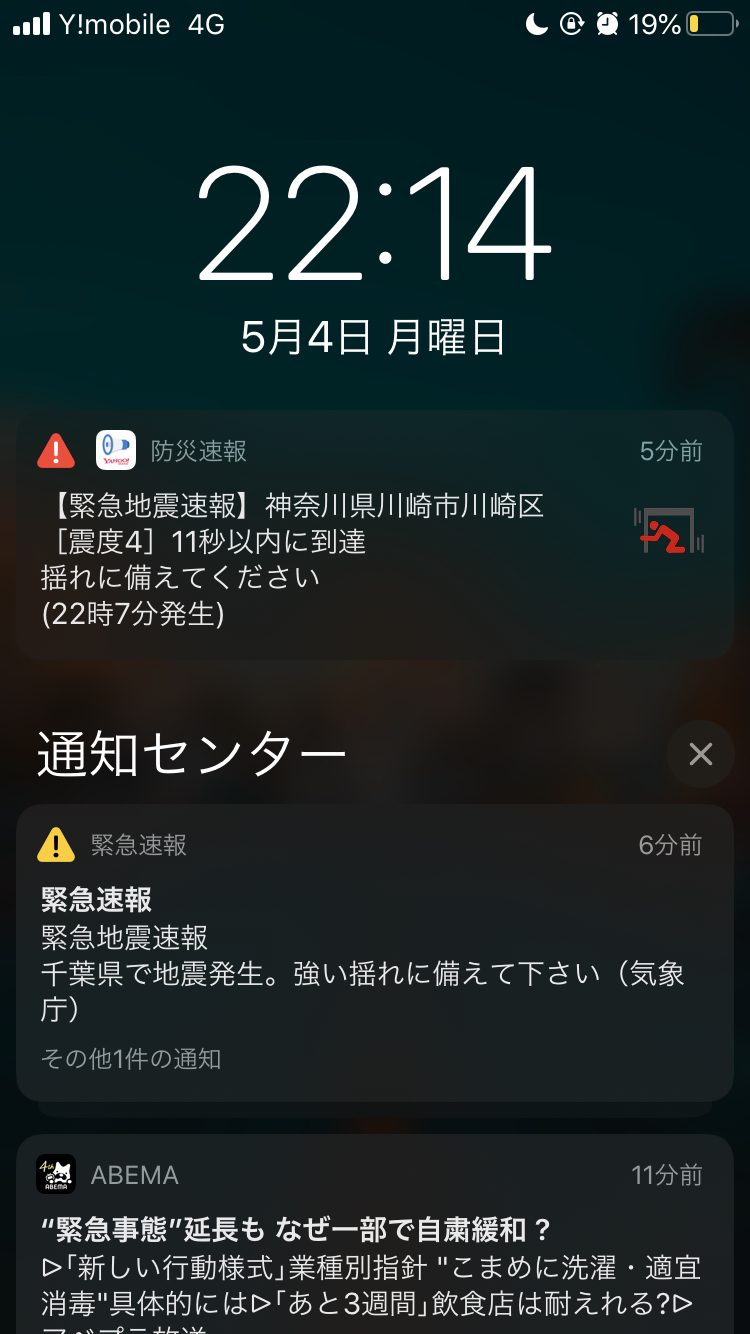 Y!mobile 4G 19%
22:14
5月4日 月曜日
YAHOO!
防災速報 5分前
【緊急地震速報】神奈川県川崎市川崎区
［震度4］11秒以内に到達
揺れに備えてください
(22時7分発生)
通知センター
緊急速報 6分前
緊急速報
緊急地震速報
千葉県で地震発生。強い揺れに備えて下さい（気象
庁）
その他1件の通知
4th
ABEMA
ABEMA 11分前
“緊急事態”延長も なぜ一部で自粛緩和？
▷｢新しい行動様式｣業種別指針 "こまめに洗濯・適宜
消毒"具体的には▷｢あと3週間｣飲食店は耐えれる?▷
アベプラ放送